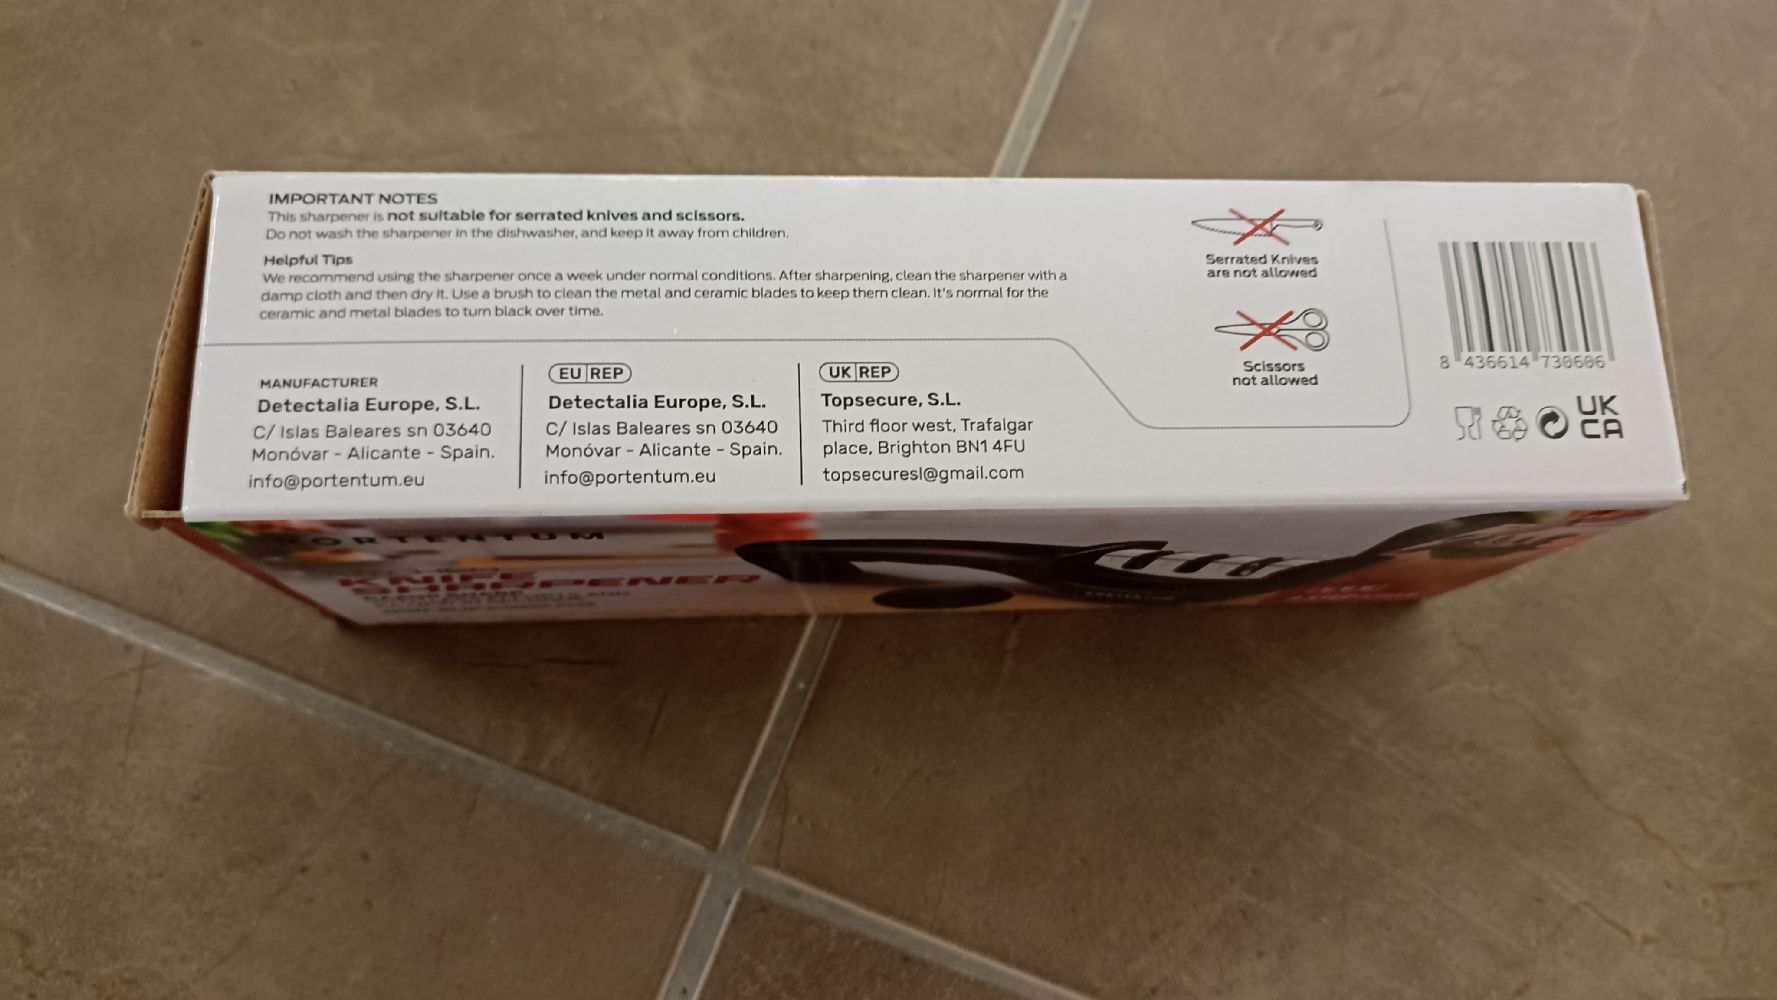 IMPORTANT NOTES
This sharpener is not suitable for serrated knives and scissors.
Do not wash the sharpener in the dishwasher, and keep it away from children.
Helpful Tips
We recommend using the sharpener once a week under normal conditions. After sharpening, clean the sharpener with a
damp cloth and then dry it. Use a brush to clean the metal and ceramic blades to keep them clean. It's normal for the
ceramic and metal blades to turn black over time.
MANUFACTURER
Detectalia Europe, S.L.
C/ Islas Baleares sn 03640
Monóvar - Alicante - Spain.
info@portentum.eu
EU REP
Detectalia Europe, S.L.
C/ Islas Baleares sn 03640
Monóvar - Alicante - Spain.
info@portentum.eu
UK REP
Topsecure, S.L.
Third floor west, Trafalgar
place, Brighton BN1 4FU
topsecuresl@gmail.com
Serrated Knives
are not allowed
Scissors
not allowed
8 436614 730606
UK
CA
PORTENTUM
KNIFE
SHARPENER